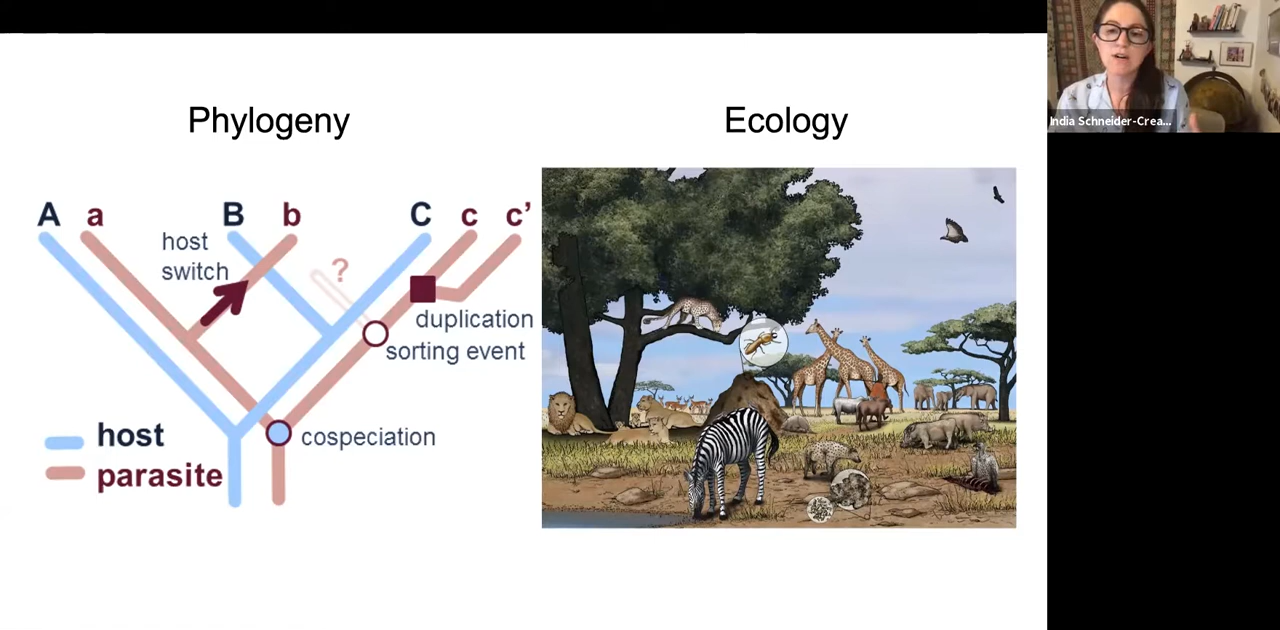 Phylogeny
Ecology
A a B b C c c’
host
switch
?
duplication
sorting event
host
cospeciation
parasite
India Schneider-Crea...